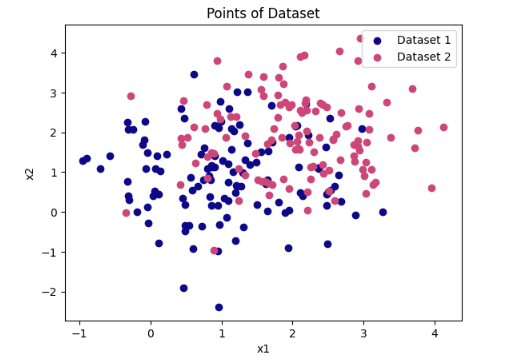 Points of Dataset
Dataset 1
Dataset 2
4
3
2
1
0
−1
−2
x2
−1 0 1 2 3 4
x1